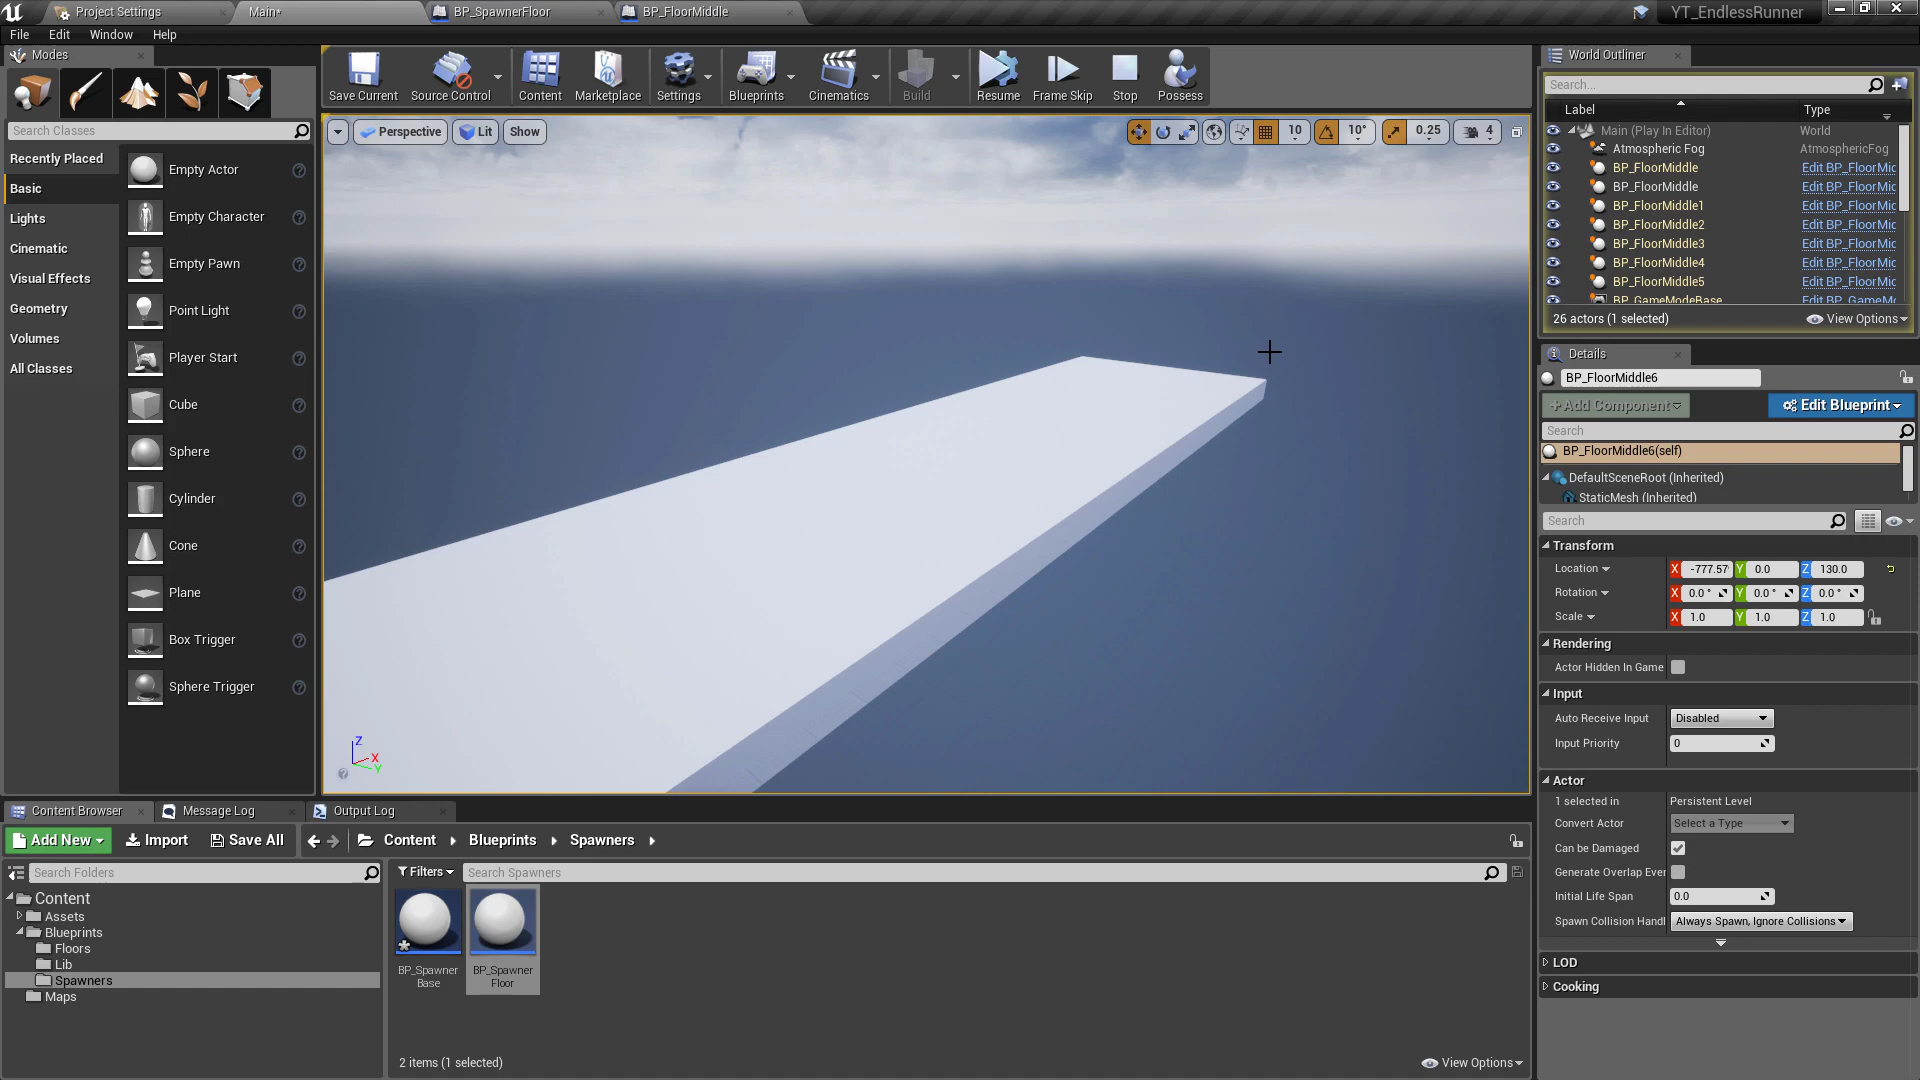 Project Settings
Main*
BP_SpawnerFloor
BP_FloorMiddle
YT_EndlessRunner
File Edit Window Help
Modes
Search Classes
Recently Placed
Basic
Lights
Cinematic
Visual Effects
Geometry
Volumes
All Classes
Empty Actor
Empty Character
Empty Pawn
Point Light
Player Start
Cube
Sphere
Cylinder
Cone
Plane
Box Trigger
Sphere Trigger
Save Current
Source Control
Content
Marketplace
Settings
Blueprints
Cinematics
Build
Resume
Frame Skip
Stop
Possess
Perspective
Lit
Show
10
10°
0.25
4
Z
X
Y
World Outliner
Search...
Label Type
Main (Play In Editor) World
Atmospheric Fog AtmosphericFog
BP_FloorMiddle Edit BP_FloorMic
BP_FloorMiddle Edit BP_FloorMic
BP_FloorMiddle1 Edit BP_FloorMic
BP_FloorMiddle2 Edit BP_FloorMic
BP_FloorMiddle3 Edit BP_FloorMic
BP_FloorMiddle4 Edit BP_FloorMic
BP_FloorMiddle5 Edit BP_FloorMic
BP_GameModeBase Edit BP_GameMo
26 actors (1 selected) View Options
Details
BP_FloorMiddle6
+Add Component Edit Blueprint
Search
BP_FloorMiddle6(self)
DefaultSceneRoot (Inherited)
StaticMesh (Inherited)
Search
Transform
Location X -777.57 Y 0.0 Z 130.0
Rotation X 0.0 ° Y 0.0 ° Z 0.0 °
Scale X 1.0 Y 1.0 Z 1.0
Rendering
Actor Hidden In Game
Input
Auto Receive Input Disabled
Input Priority 0
Actor
1 selected in Persistent Level
Convert Actor Select a Type
Can be Damaged
Generate Overlap Ever
Initial Life Span 0.0
Spawn Collision Handl Always Spawn, Ignore Collisions
LOD
Cooking
Content Browser
Message Log
Output Log
Add New Import Save All Content Blueprints Spawners
Search Folders
Filters Search Spawners
Content
Assets
Blueprints
Floors
Lib
Spawners
Maps
BP_Spawner
Base
BP_Spawner
Floor
2 items (1 selected) View Options